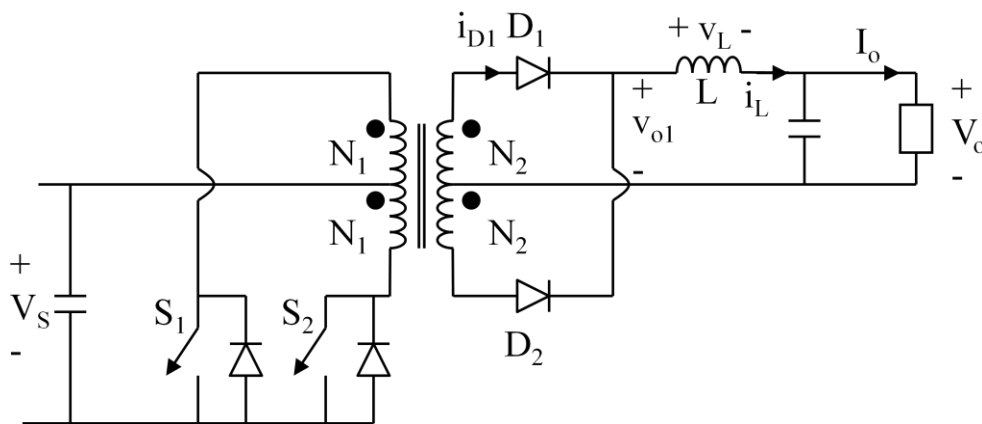 i_D1 D_1
+ v_L -
I_o
L
i_L
+
v_o1
-
+
V_o
-
N_1
N_2
N_1
N_2
+
V_S
-
S_1
S_2
D_2